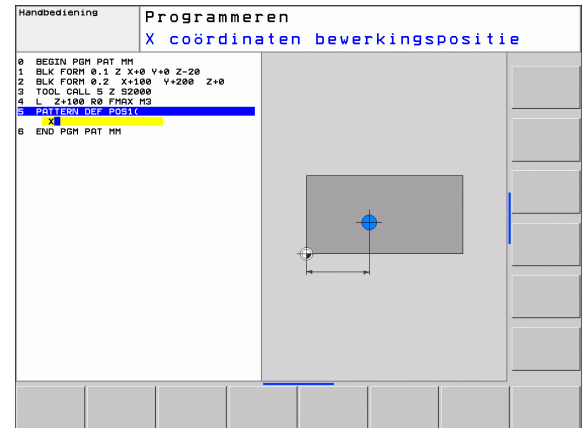 Handbediening
Programmeren
X coördinaten bewerkingspositie
0 BEGIN PGM PAT MM
1 BLK FORM 0.1 Z X+0 Y+0 Z-20
2 BLK FORM 0.2 X+100 Y+200 Z+0
3 TOOL CALL 5 Z S2000
4 L Z+100 R0 FMAX M3
5 PATTERN DEF POS1(
X
6 END PGM PAT MM